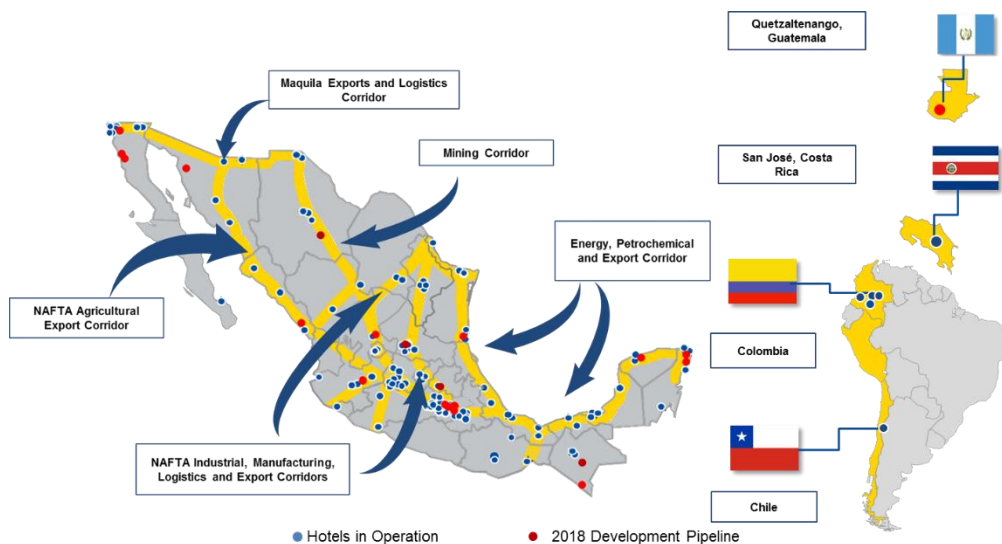 Quetzaltenango,
Guatemala
Maquila Exports and Logistics
Corridor
Mining Corridor
San José, Costa
Rica
Energy, Petrochemical
and Export Corridor
NAFTA Agricultural
Export Corridor
Colombia
NAFTA Industrial, Manufacturing,
Logistics and Export Corridors
Chile
Hotels in Operation
2018 Development Pipeline